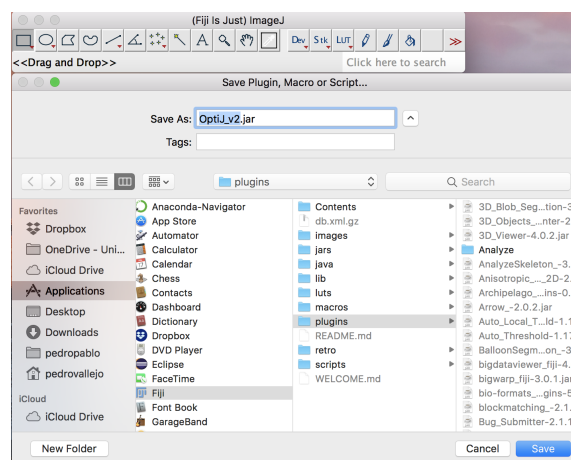 (Fiji Is Just) ImageJ
Dev Stk LUT
<<Drag and Drop>>
Click here to search
Save Plugin, Macro or Script...
Save As: OptiJ_v2.jar
Tags:
plugins
Search
Favorites
Dropbox
OneDrive - Uni...
iCloud Drive
Applications
Desktop
Downloads
pedropablo
pedrovallejo
iCloud
iCloud Drive
Anaconda-Navigator
App Store
Automator
Calculator
Calendar
Chess
Contacts
Dashboard
Dictionary
Dropbox
DVD Player
Eclipse
FaceTime
Fiji
Font Book
GarageBand
Contents
db.xml.gz
images
jars
java
lib
luts
macros
plugins
README.md
retro
scripts
WELCOME.md
3D_Blob_Seg...tion-3
3D_Objects_...nter-2
3D_Viewer-4.0.2.jar
Analyze
AnalyzeSkeleton_-3.
Anisotropic_..._2D-2.
Archipelago_...ins-0.
Arrow_-2.0.2.jar
Auto_Local_T...ld-1.1
Auto_Threshold-1.17
BalloonSegm...on_-3
bigdataviewer_fiji-4.
bigwarp_fiji-3.0.1.jar
bio-formats_...gins-5
blockmatching_-2.1.
Bug_Submitter-2.1.1
New Folder
Cancel
Save